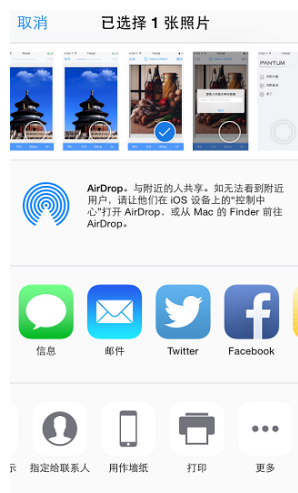 取消
已选择 1 张照片
PANTUM
AirDrop。与附近的人共享。如无法看到附近
用户，请让他们在 iOS 设备上的“控制中
心”打开 AirDrop，或从 Mac 的 Finder 前往
AirDrop。
信息
邮件
Twitter
Facebook
示
指定给联系人
用作墙纸
打印
更多